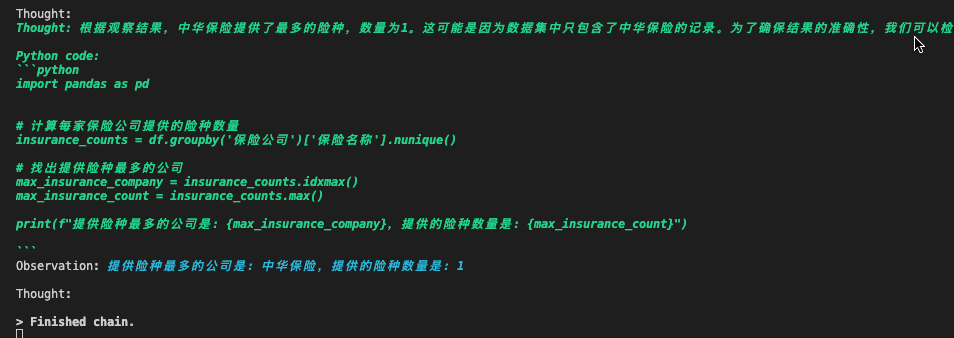 Thought:
Thought: 根据观察结果, 中华保险提供了最多的险种, 数量为1。这可能是因为数据集中只包含了中华保险的记录。为了确保结果的准确性, 我们可以检
Python code:
```python
import pandas as pd
# 计算每家保险公司提供的险种数量
insurance_counts = df.groupby('保险公司')['保险名称'].nunique()
# 找出提供险种最多的公司
max_insurance_company = insurance_counts.idxmax()
max_insurance_count = insurance_counts.max()
print(f"提供险种最多的公司是: {max_insurance_company}, 提供的险种数量是: {max_insurance_count}")
```
Observation: 提供险种最多的公司是: 中华保险, 提供的险种数量是: 1
Thought:
> Finished chain.